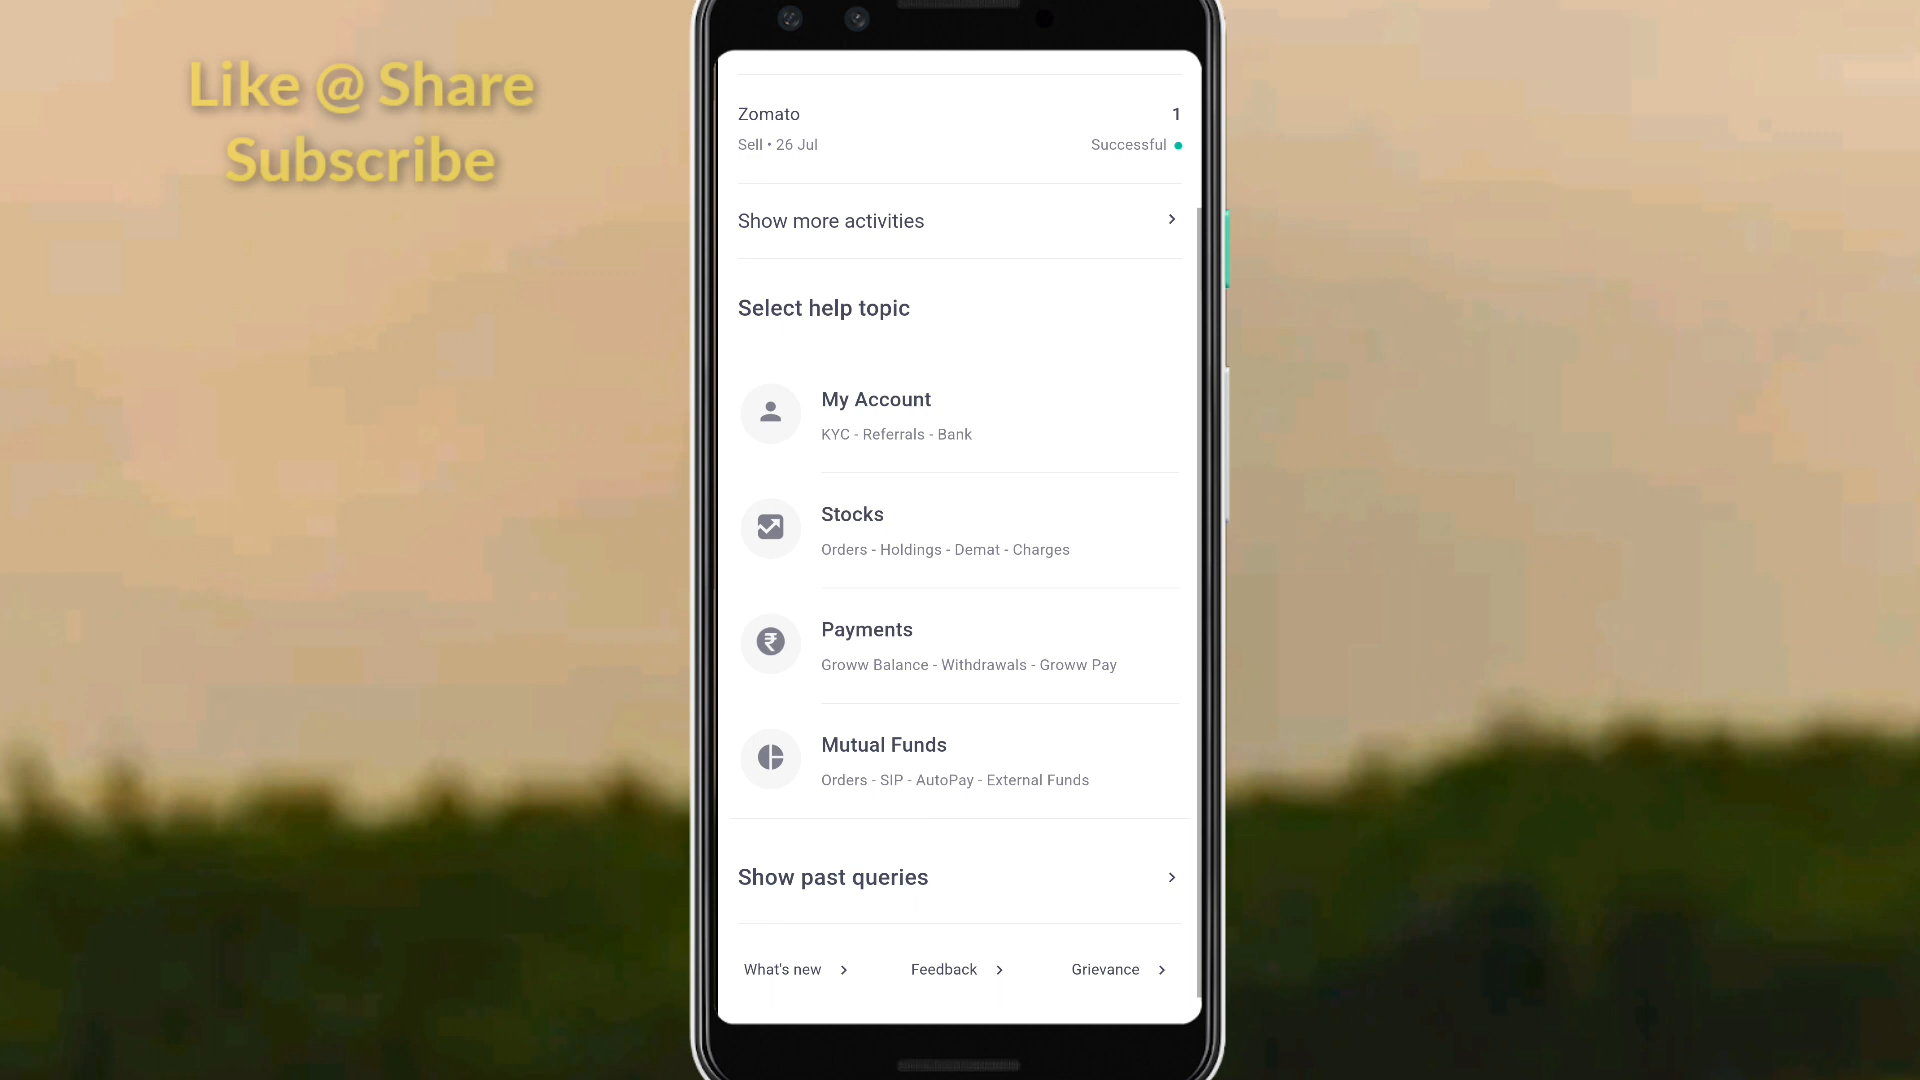 Like @ Share
Subscribe
Zomato 1
Sell • 26 Jul Successful
Show more activities
Select help topic
My Account
KYC - Referrals - Bank
Stocks
Orders - Holdings - Demat - Charges
Payments
Groww Balance - Withdrawals - Groww Pay
Mutual Funds
Orders - SIP - AutoPay - External Funds
Show past queries
What's new Feedback Grievance